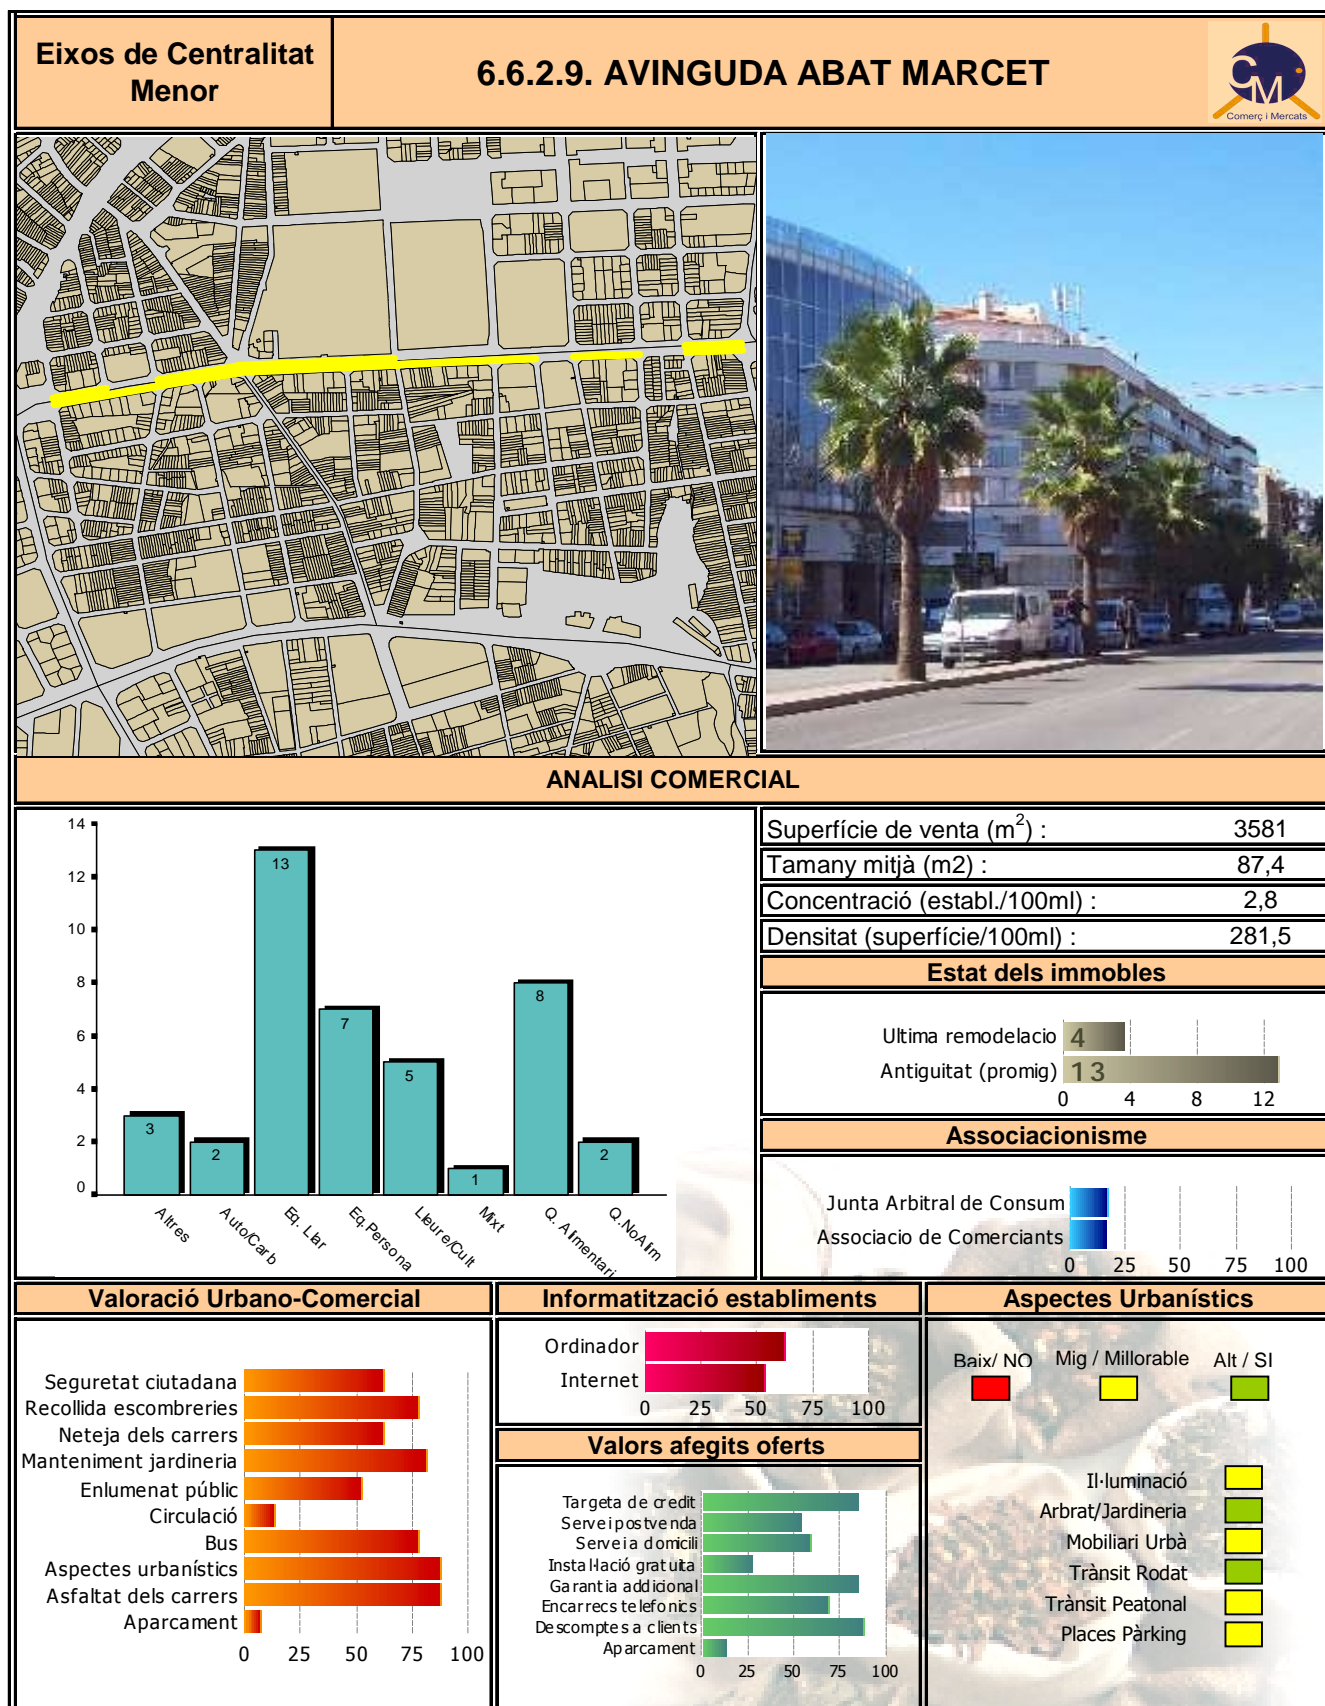 Eixos de Centralitat
Menor
6.6.2.9. AVINGUDA ABAT MARCET
CM
Comerç i Mercats
ANALISI COMERCIAL
14
12
10
8
6
4
2
0
3
2
13
7
5
1
8
2
Altres
Auto/Carb
Eq. Llar
Eq.Persona
Lleure/Cult
Mixt
Q. Alimentari
Q.NoAlim
Superfície de venta (m2) : 3581
Tamany mitjà (m2) : 87,4
Concentració (establ./100ml) : 2,8
Densitat (superfície/100ml) : 281,5
Estat dels immobles
Ultima remodelacio 4
Antiguitat (promig) 13
0 4 8 12
Associacionisme
Junta Arbitral de Consum
Associacio de Comerciants
0 25 50 75 100
Valoració Urbano-Comercial
Seguretat ciutadana
Recollida escombreries
Neteja dels carrers
Manteniment jardineria
Enlumenat públic
Circulació
Bus
Aspectes urbanístics
Asfaltat dels carrers
Aparcament
0 25 50 75 100
Informatització establiments
Ordinador
Internet
0 25 50 75 100
Valors afegits oferts
Targeta de credit
Servei postvenda
Servei a domicili
Instal·lació gratuita
Garantia addicional
Encarrecs telefonics
Descomptes a clients
Aparcament
0 25 50 75 100
Aspectes Urbanístics
Baix/ NO Mig / Millorable Alt / SI
Il·luminació
Arbrat/Jardineria
Mobiliari Urbà
Trànsit Rodat
Trànsit Peatonal
Places Pàrking